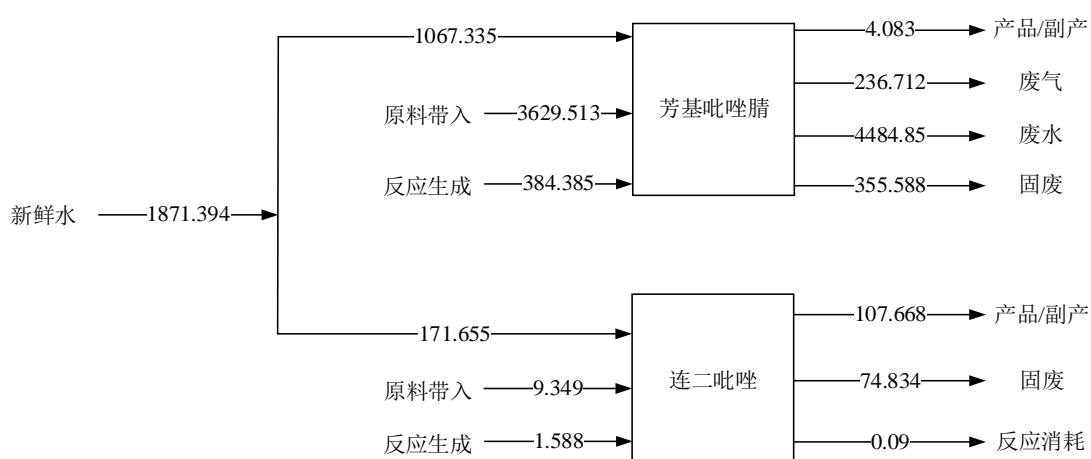 1067.335
4.083
产品/副产
236.712
废气
原料带入
3629.513
芳基吡唑腈
4484.85
废水
反应生成
384.385
355.588
固废
新鲜水
1871.394
171.655
107.668
产品/副产
原料带入
9.349
连二吡唑
74.834
固废
反应生成
1.588
0.09
反应消耗